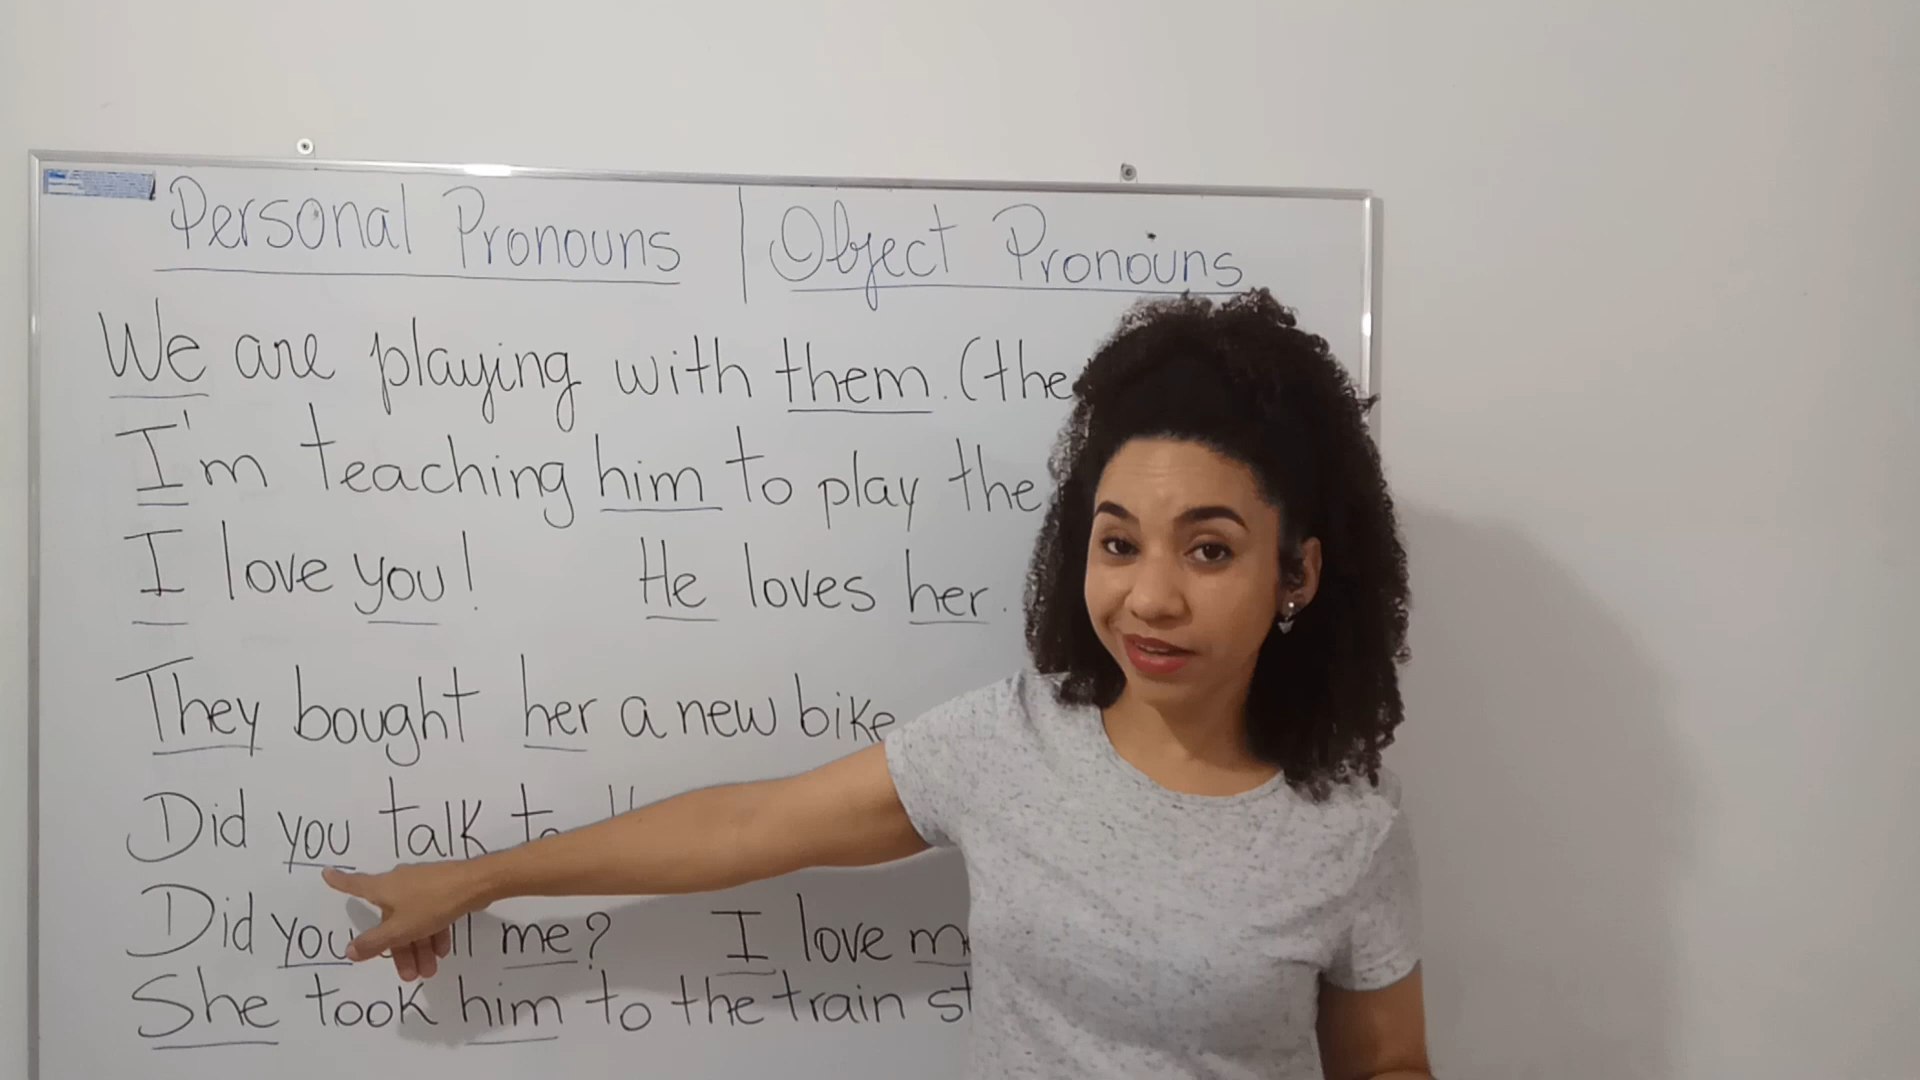 Personal Pronouns | Object Pronouns
We are playing with them. (the
I'm teaching him to play the
I love you! He loves her.
They bought her a new bike
Did you talk to
Did you me? I love
She took him to the train